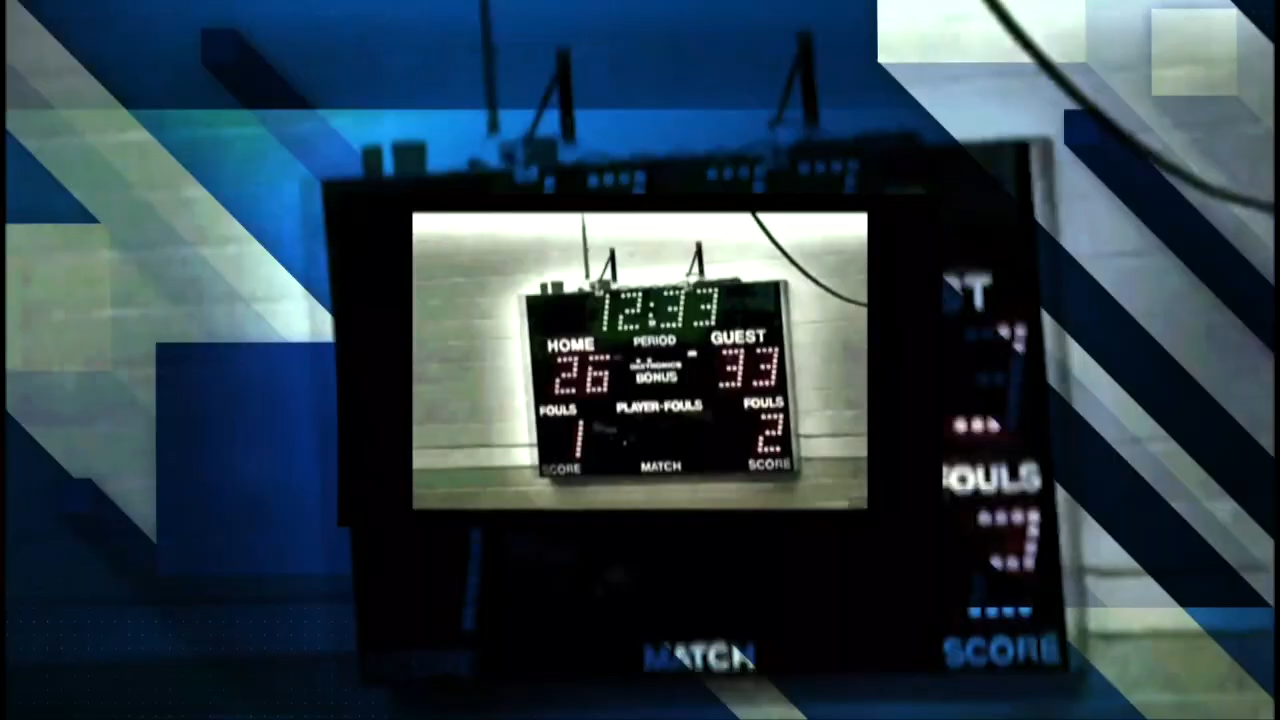 12:33
HOME PERIOD GUEST
26 33
DAKTRONICS
BONUS
FOULS PLAYER-FOULS FOULS
1 2
SCORE MATCH SCORE
FOULS
MATCH SCORE